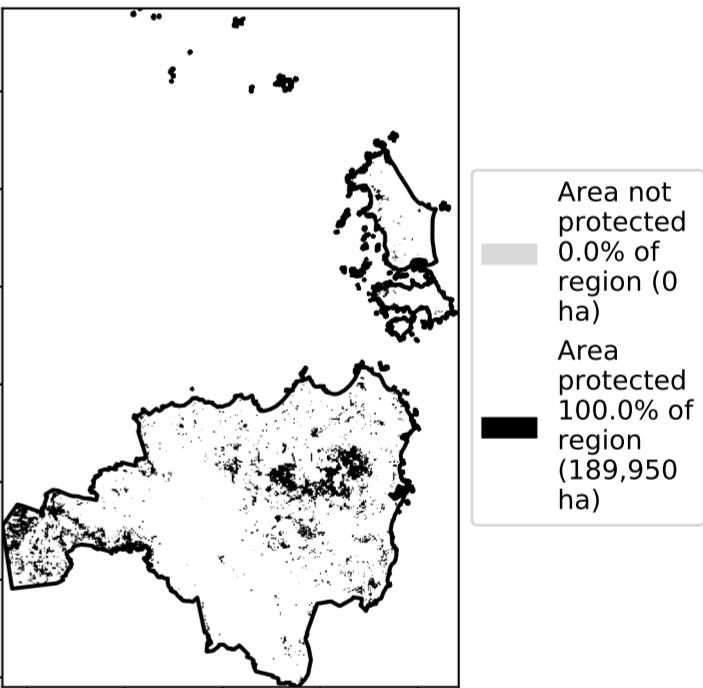 Area not
protected
0.0% of
region (0
ha)
Area
protected
100.0% of
region
(189,950
ha)